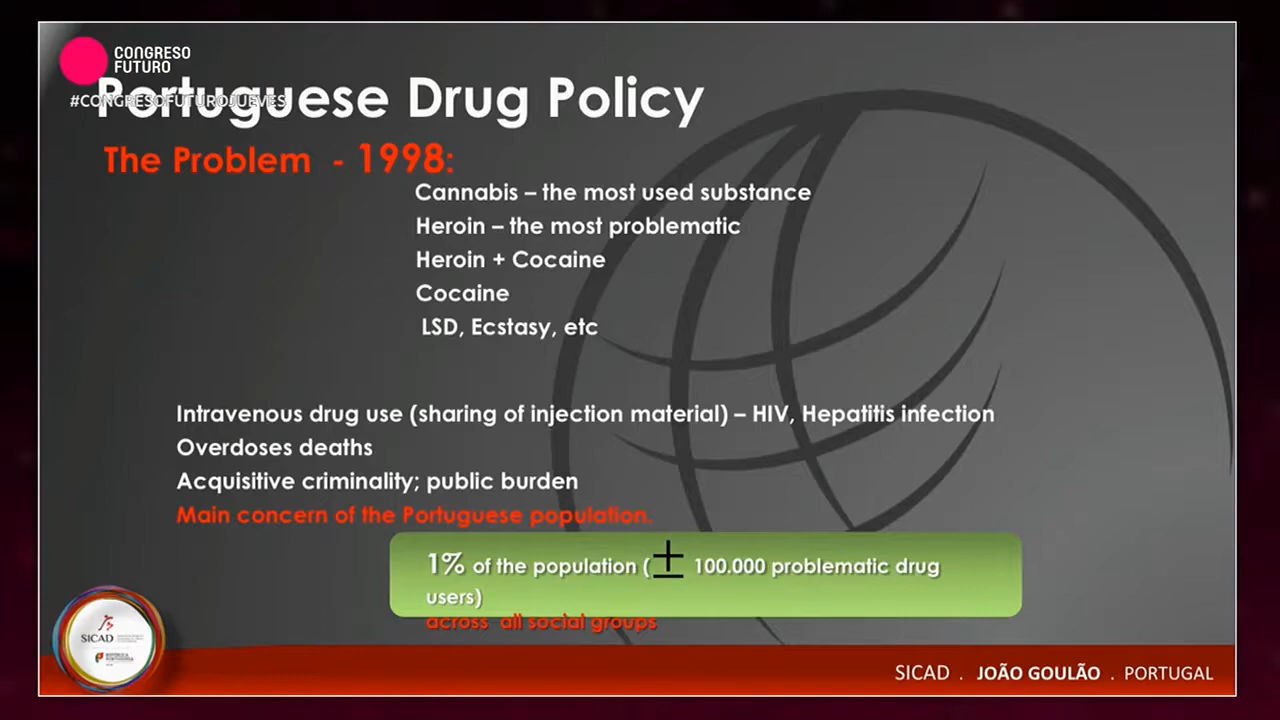 CONGRESO
FUTURO
Portuguese Drug Policy
#CONGRESOFUTUROJUEVES
The Problem - 1998:
Cannabis – the most used substance
Heroin – the most problematic
Heroin + Cocaine
Cocaine
LSD, Ecstasy, etc
Intravenous drug use (sharing of injection material) – HIV, Hepatitis infection
Overdoses deaths
Acquisitive criminality; public burden
Main concern of the Portuguese population.
1% of the population (± 100.000 problematic drug
users)
across all social groups
SICAD
SICAD . JOÃO GOULÃO . PORTUGAL